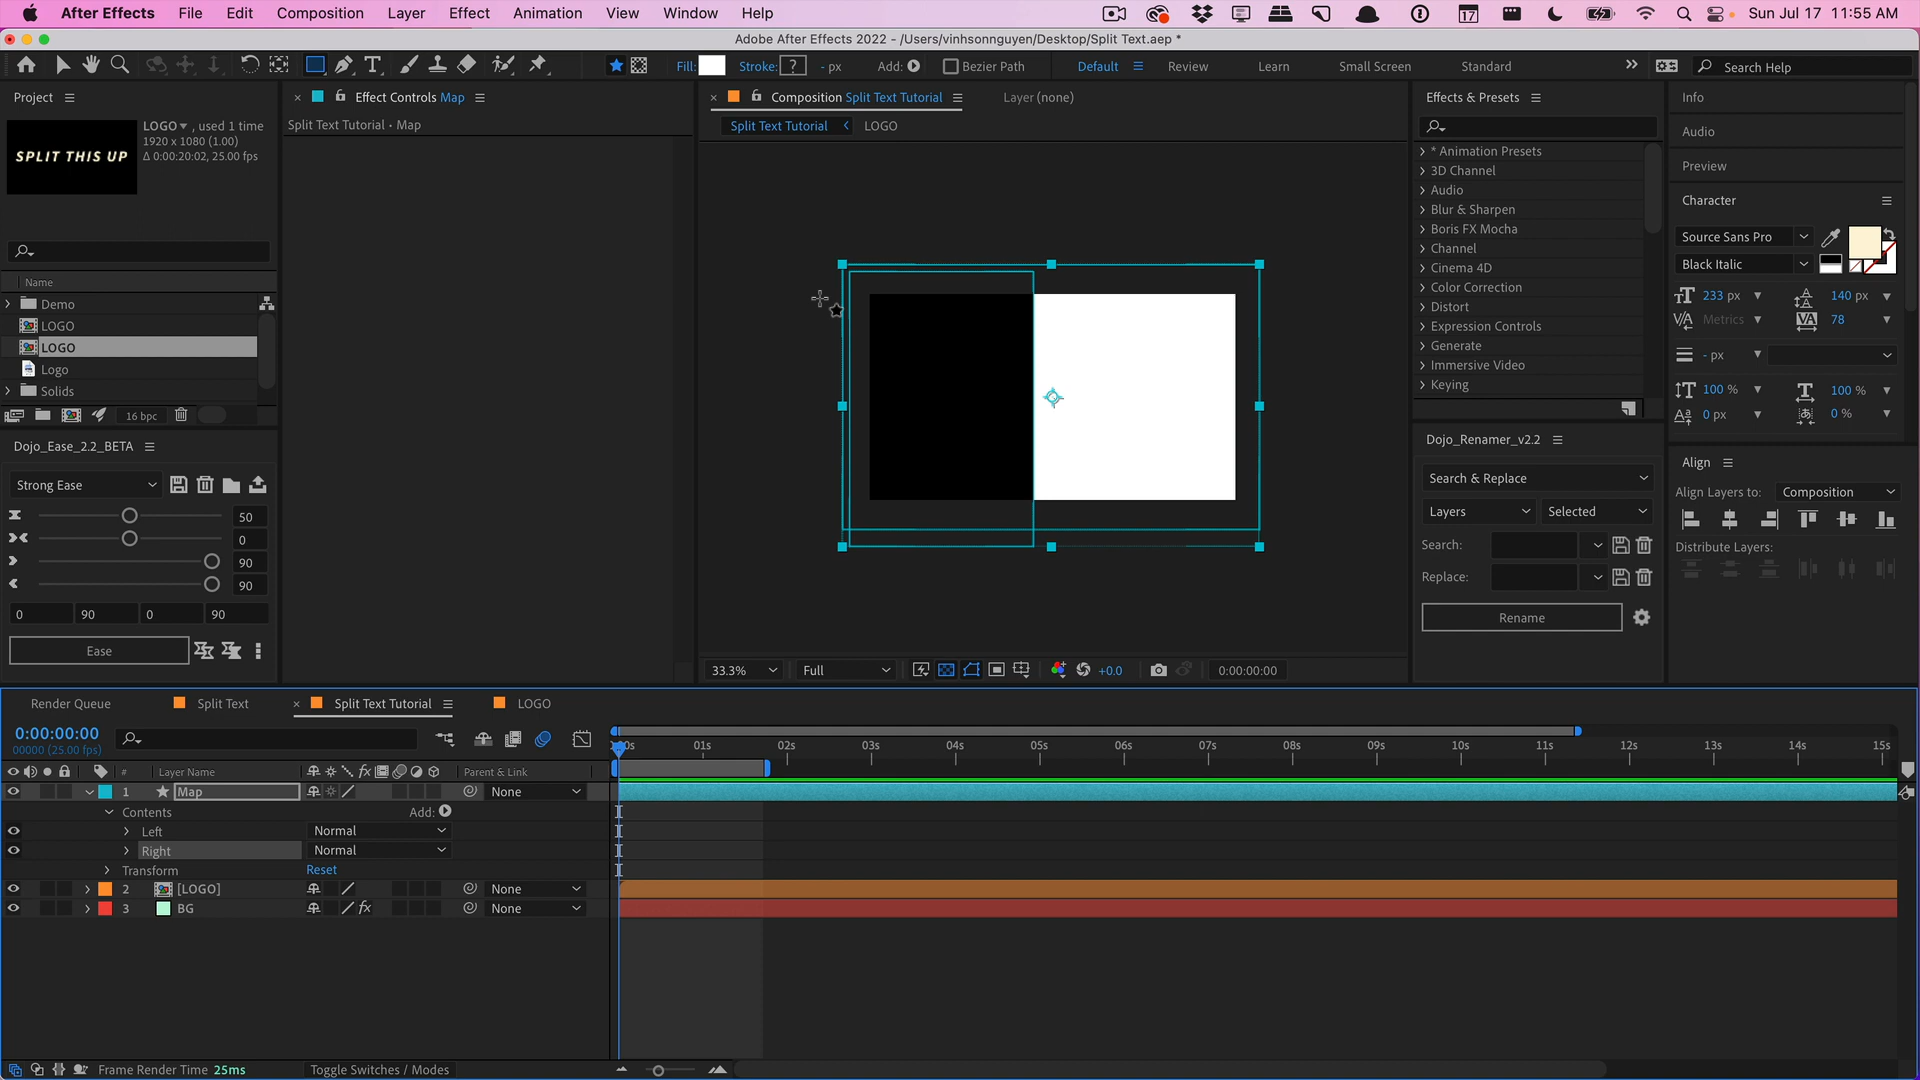 After Effects File Edit Composition Layer Effect Animation View Window Help 17 Sun Jul 17 11:55 AM
Adobe After Effects 2022 - /Users/vinhsonnguyen/Desktop/Split Text.aep *
Fill: Stroke: ? - px Add: Bezier Path Default Review Learn Small Screen Standard Search Help
Project
LOGO , used 1 time
1920 x 1080 (1.00)
Δ 0:00:20:02, 25.00 fps
SPLIT THIS UP
Name
Demo
LOGO
LOGO
Logo
Solids
16 bpc
Dojo_Ease_2.2_BETA
Strong Ease
50
0
90
90
0 90 0 90
Ease
Effect Controls Map
Split Text Tutorial • Map
Composition Split Text Tutorial Layer (none)
Split Text Tutorial LOGO
33.3% Full +0.0 0:00:00:00
Effects & Presets
* Animation Presets
3D Channel
Audio
Blur & Sharpen
Boris FX Mocha
Channel
Cinema 4D
Color Correction
Distort
Expression Controls
Generate
Immersive Video
Keying
Dojo_Renamer_v2.2
Search & Replace
Layers Selected
Search:
Replace:
Rename
Info
Audio
Preview
Character
Source Sans Pro
Black Italic
233 px 140 px
Metrics 78
- px
100 % 100 %
0 px 0 %
Align
Align Layers to: Composition
Distribute Layers:
Render Queue Split Text Split Text Tutorial LOGO
0:00:00:00
00000 (25.00 fps)
0s 01s 02s 03s 04s 05s 06s 07s 08s 09s 10s 11s 12s 13s 14s 15s
# Layer Name fx Parent & Link
1 Map None
Contents Add:
Left Normal
Right Normal
Transform Reset
2 [LOGO] None
3 BG fx None
Frame Render Time 25ms Toggle Switches / Modes